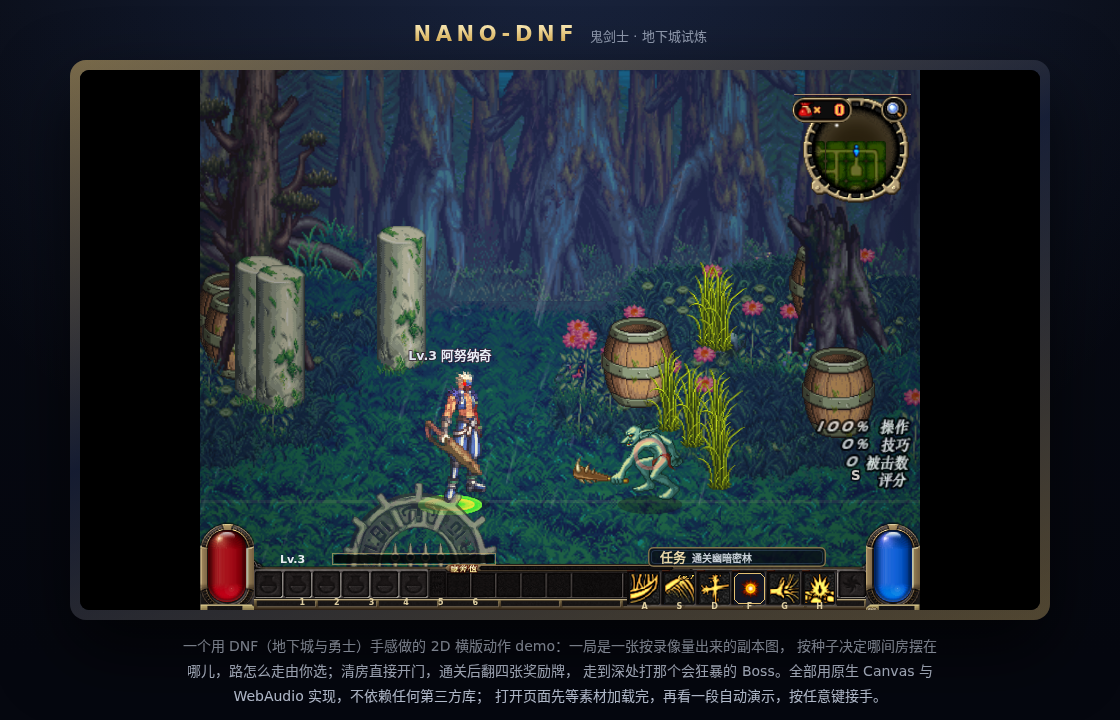 NANO-DNF 鬼剑士 · 地下城试炼
× 0
Lv.3 阿努纳奇
100% 操作
0% 技巧
0 被击数
S 评分
Lv.3
任务 通关幽暗密林
疲劳值
1 2 3 4 5 6
A S D F G H
一个用 DNF（地下城与勇士）手感做的 2D 横版动作 demo：一局是一张按录像量出来的副本图， 按种子决定哪间房摆在
哪儿，路怎么走由你选；清房直接开门，通关后翻四张奖励牌， 走到深处打那个会狂暴的 Boss。全部用原生 Canvas 与
WebAudio 实现，不依赖任何第三方库； 打开页面先等素材加载完，再看一段自动演示，按任意键接手。